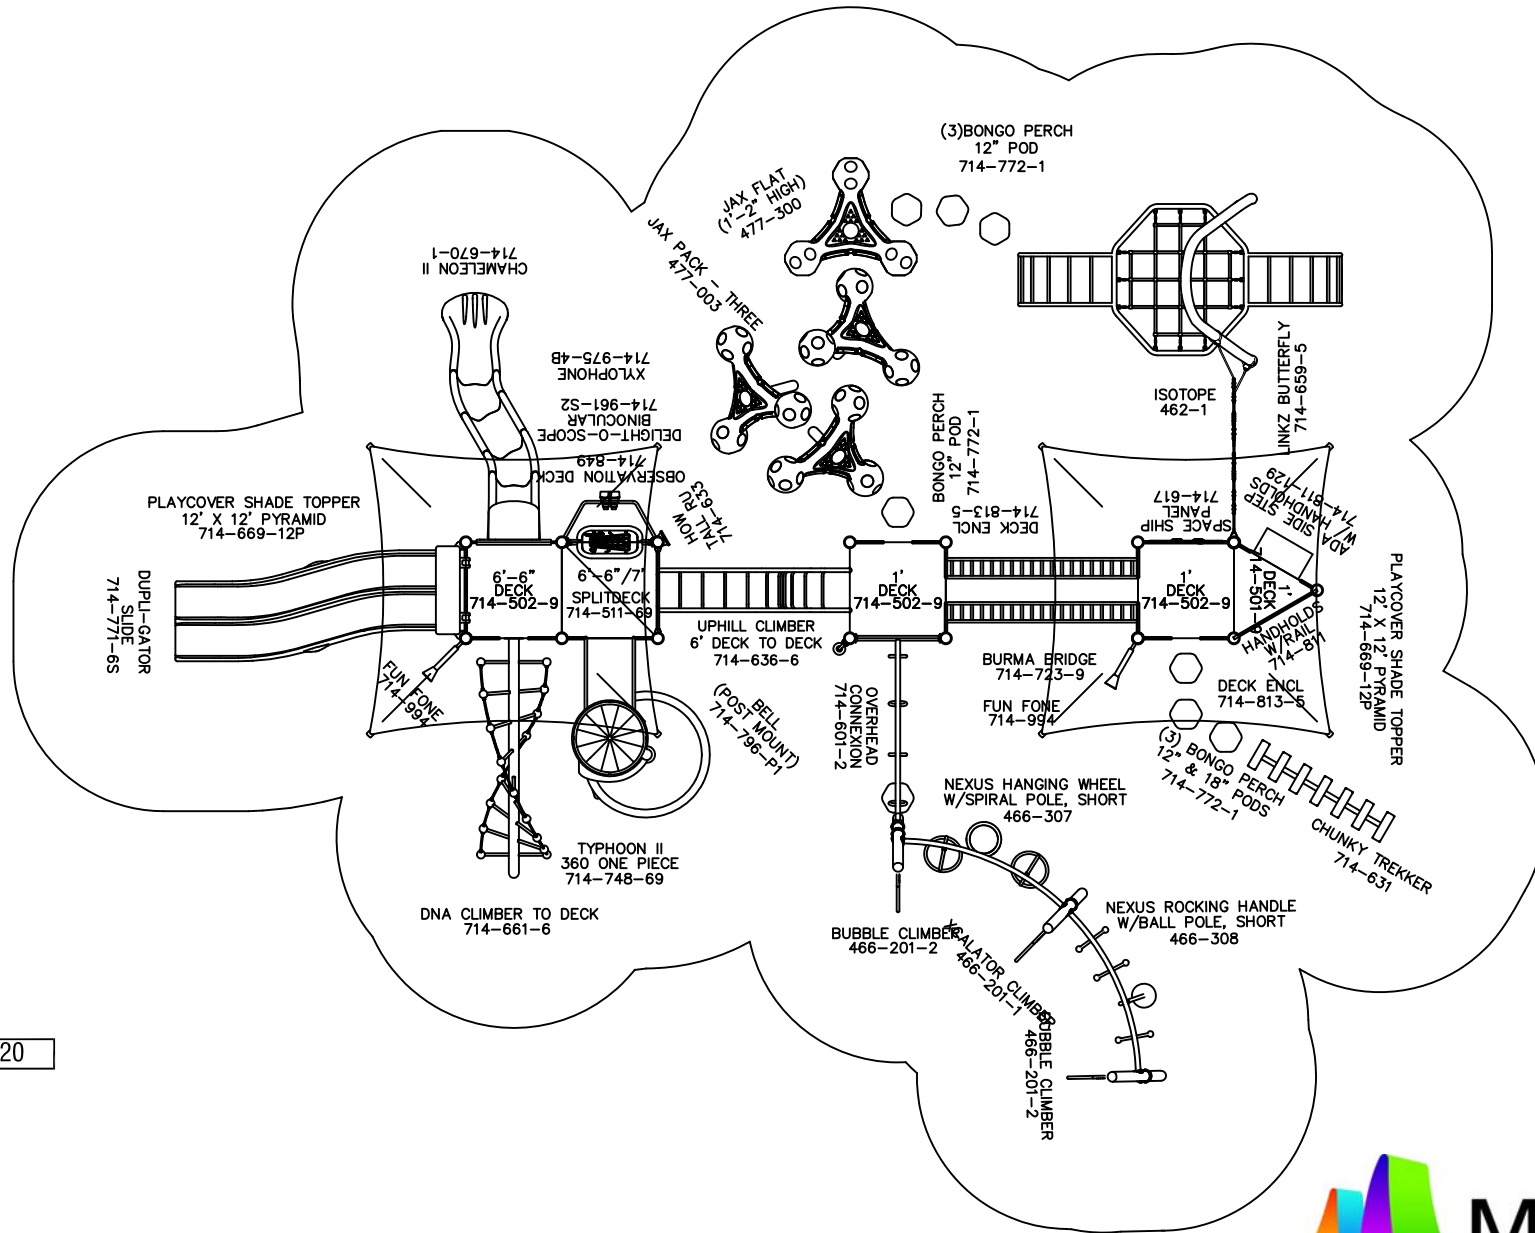 (3)BONGO PERCH
12" POD
714-772-1
JAX FLAT
(1'-2" HIGH)
477-300
JAX PACK - THREE
477-003
CHAMELEON II
714-670-1
XYLOPHONE
714-975-4B
DELIGHT-O-SCOPE
BINOCULAR
714-961-S2
OBSERVATION DECK
714-849
HOW
TALL RU
714-633
PLAYCOVER SHADE TOPPER
12' X 12' PYRAMID
714-669-12P
DUPLI-GATOR
SLIDE
714-771-6S
6'-6"
DECK
714-502-9
6'-6"/7'
SPLITDECK
714-511-69
UPHILL CLIMBER
6' DECK TO DECK
714-636-6
FUN FONE
714-994
BELL
(POST MOUNT)
714-796-P1
TYPHOON II
360 ONE PIECE
714-748-69
DNA CLIMBER TO DECK
714-661-6
BONGO PERCH
12" POD
714-772-1
DECK ENCL
714-813-5
1'
DECK
714-502-9
OVERHEAD
CONNEXION
714-601-2
BURMA BRIDGE
714-723-9
FUN FONE
714-994
ISOTOPE
462-1
LINKZ BUTTERFLY
714-659-5
SPACE SHIP
PANEL
714-617
ADA SIDE STEP
W/ HANDHOLDS
714-811-129
1'
DECK
714-502-9
1'
DECK
HANDHOLDS
W/RAIL
714-811
DECK ENCL
714-813-5
PLAYCOVER SHADE TOPPER
12' X 12' PYRAMID
714-669-12P
(3) BONGO PERCH
12" & 18" PODS
714-772-1
CHUNKY TREKKER
714-631
NEXUS HANGING WHEEL
W/SPIRAL POLE, SHORT
466-307
NEXUS ROCKING HANDLE
W/BALL POLE, SHORT
466-308
BUBBLE CLIMBER
466-201-2
XCALATOR CLIMBER
466-201-1
BUBBLE CLIMBER
466-201-2
20
M